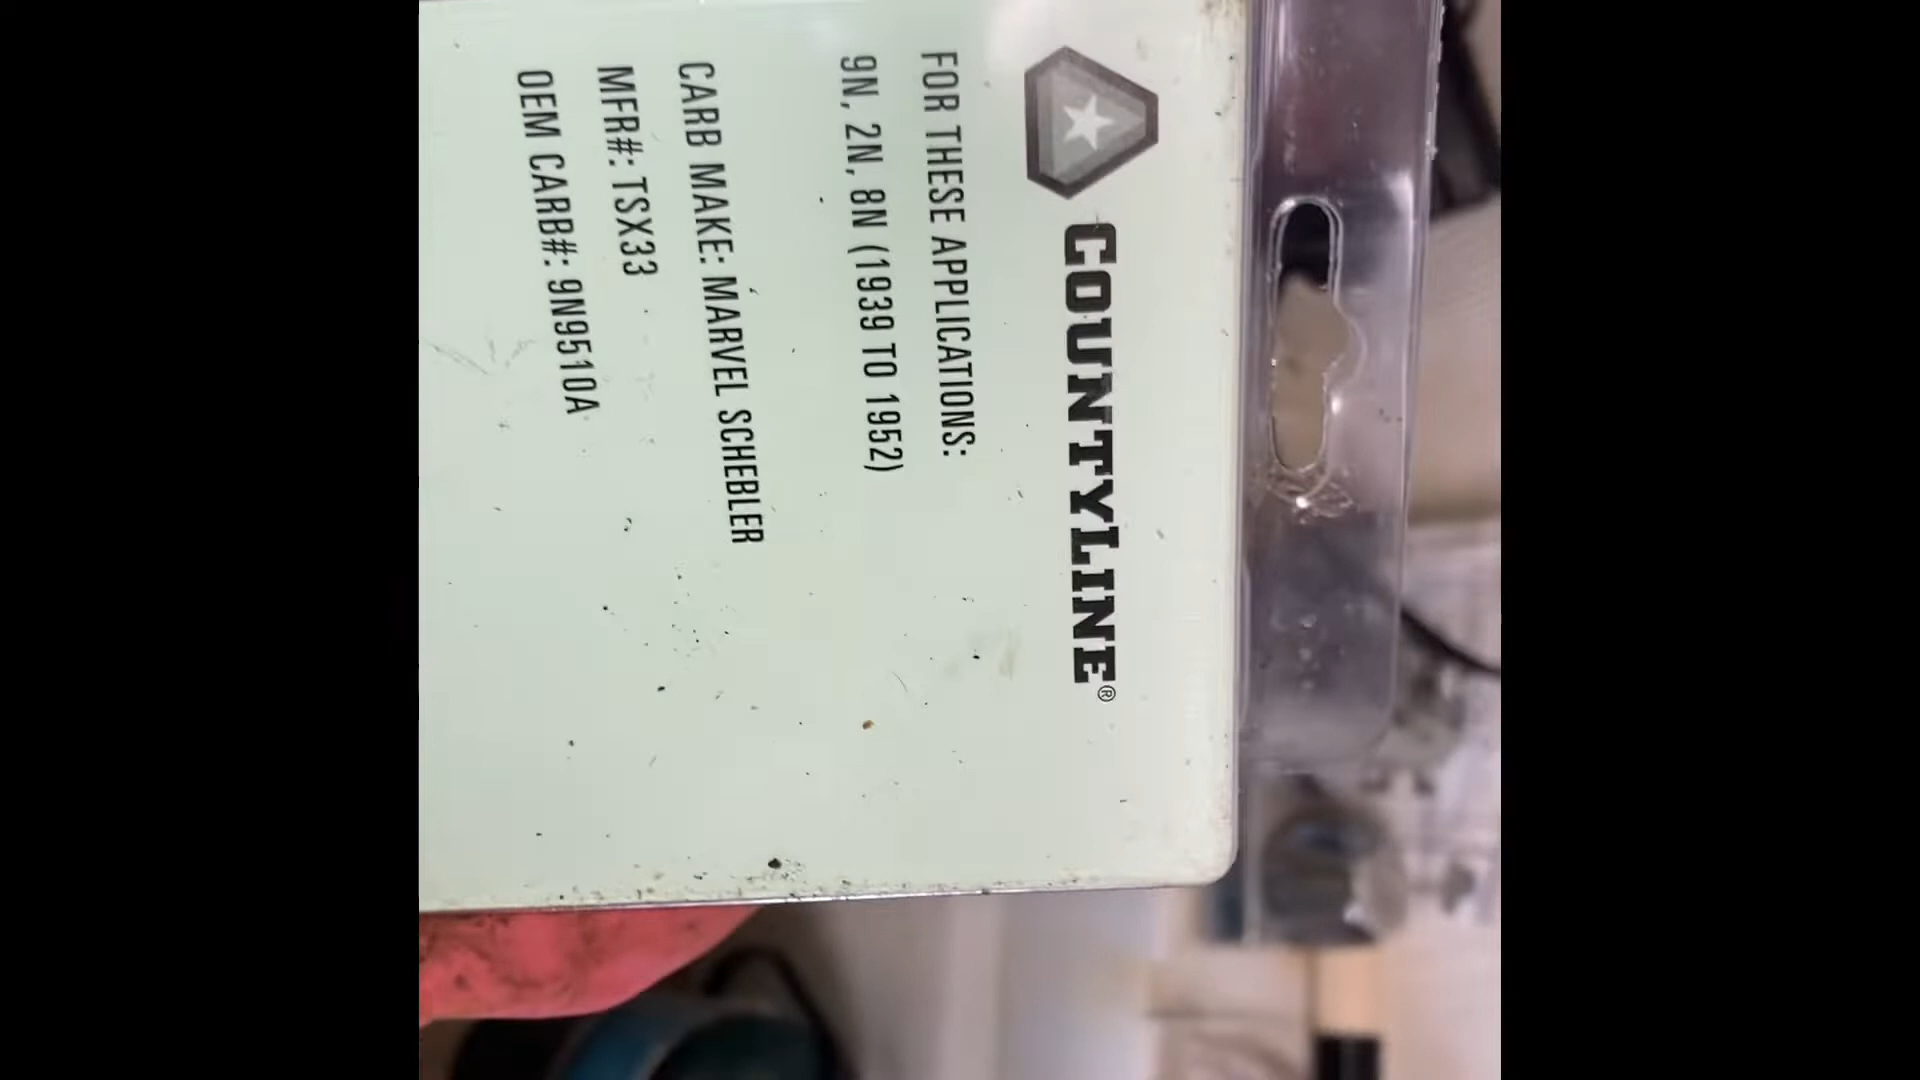 COUNTYLINE®
FOR THESE APPLICATIONS:
9N, 2N, 8N (1939 TO 1952)
CARB MAKE: MARVEL SCHEBLER
MFR#: TSX33
OEM CARB#: 9N9510A